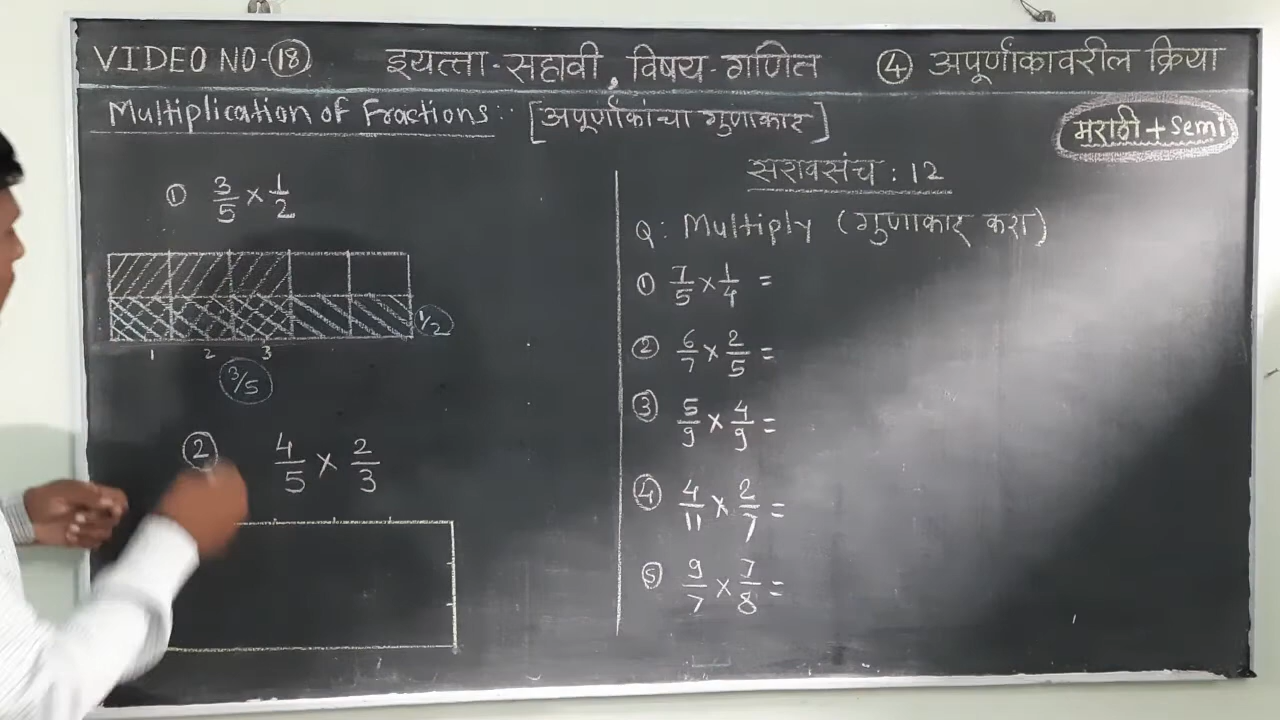 VIDEO NO-18 इयत्ता-सहावी, विषय-गणित ④ अपूर्णांकावरील क्रिया
Multiplication of Fractions: [अपूर्णांकांचा गुणाकार]
मराठी + Semi
① 3/5 × 1/2
1/2
1 2 3
3/5
② 4/5 × 2/3
सरावसंच : 12
Q: Multiply (गुणाकार करा)
① 7/5 × 1/4 =
② 6/7 × 2/5 =
③ 5/9 × 4/9 =
④ 4/11 × 2/7 =
⑤ 9/7 × 7/8 =